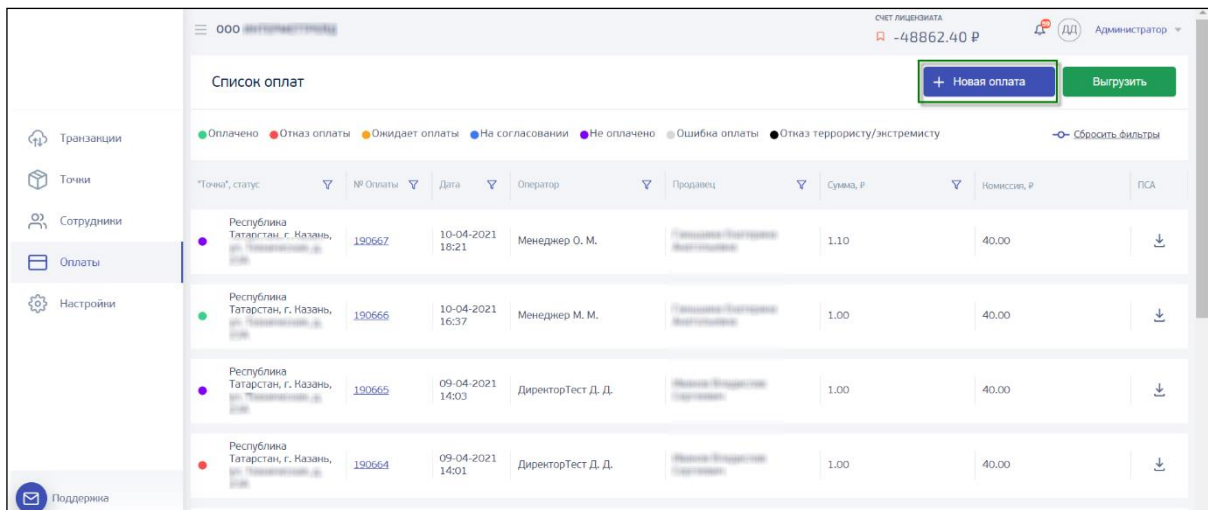 ООО
СЧЕТ ЛИЦЕНЗИАТА
-48862.40 ₽
ДД
Администратор
Список оплат
+ Новая оплата
Выгрузить
Оплачено Отказ оплаты Ожидает оплаты На согласовании Не оплачено Ошибка оплаты Отказ террористу/экстремисту
Сбросить фильтры
"Точка", статус № Оплаты Дата Оператор Продавец Сумма, ₽ Комиссия, ₽ ПСА
Республика
Татарстан, г. Казань,
190667
10-04-2021
18:21
Менеджер О. М.
1.10
40.00
Республика
Татарстан, г. Казань,
190666
10-04-2021
16:37
Менеджер М. М.
1.00
40.00
Республика
Татарстан, г. Казань,
190665
09-04-2021
14:03
ДиректорТест Д. Д.
1.00
40.00
Республика
Татарстан, г. Казань,
190664
09-04-2021
14:01
ДиректорТест Д. Д.
1.00
40.00
Транзакции
Точки
Сотрудники
Оплаты
Настройки
Поддержка